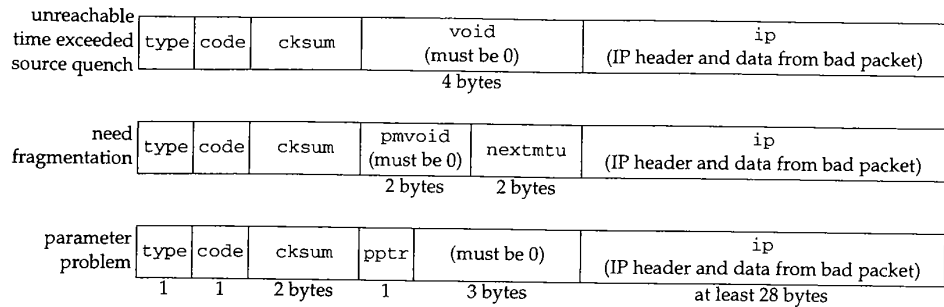 unreachable
time exceeded
source quench
type code cksum void ip
(must be 0) (IP header and data from bad packet)
4 bytes
need
fragmentation
type code cksum pmvoid nextmtu ip
(must be 0) (IP header and data from bad packet)
2 bytes 2 bytes
parameter
problem
type code cksum pptr (must be 0) ip
(IP header and data from bad packet)
1 1 2 bytes 1 3 bytes at least 28 bytes